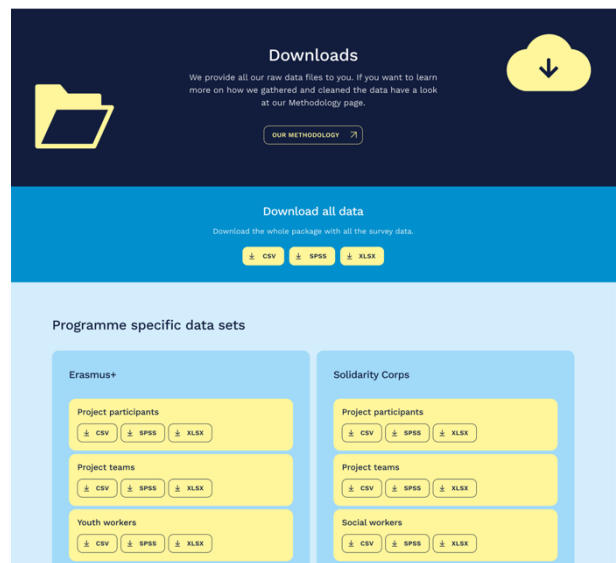 Downloads
We provide all our raw data files to you. If you want to learn
more on how we gathered and cleaned the data have a look
at our Methodology page.
OUR METHODOLOGY
Download all data
Download the whole package with all the survey data.
CSV SPSS XLSX
Programme specific data sets
Erasmus+
Project participants
CSV SPSS XLSX
Project teams
CSV SPSS XLSX
Youth workers
CSV SPSS XLSX
Solidarity Corps
Project participants
CSV SPSS XLSX
Project teams
CSV SPSS XLSX
Social workers
CSV SPSS XLSX